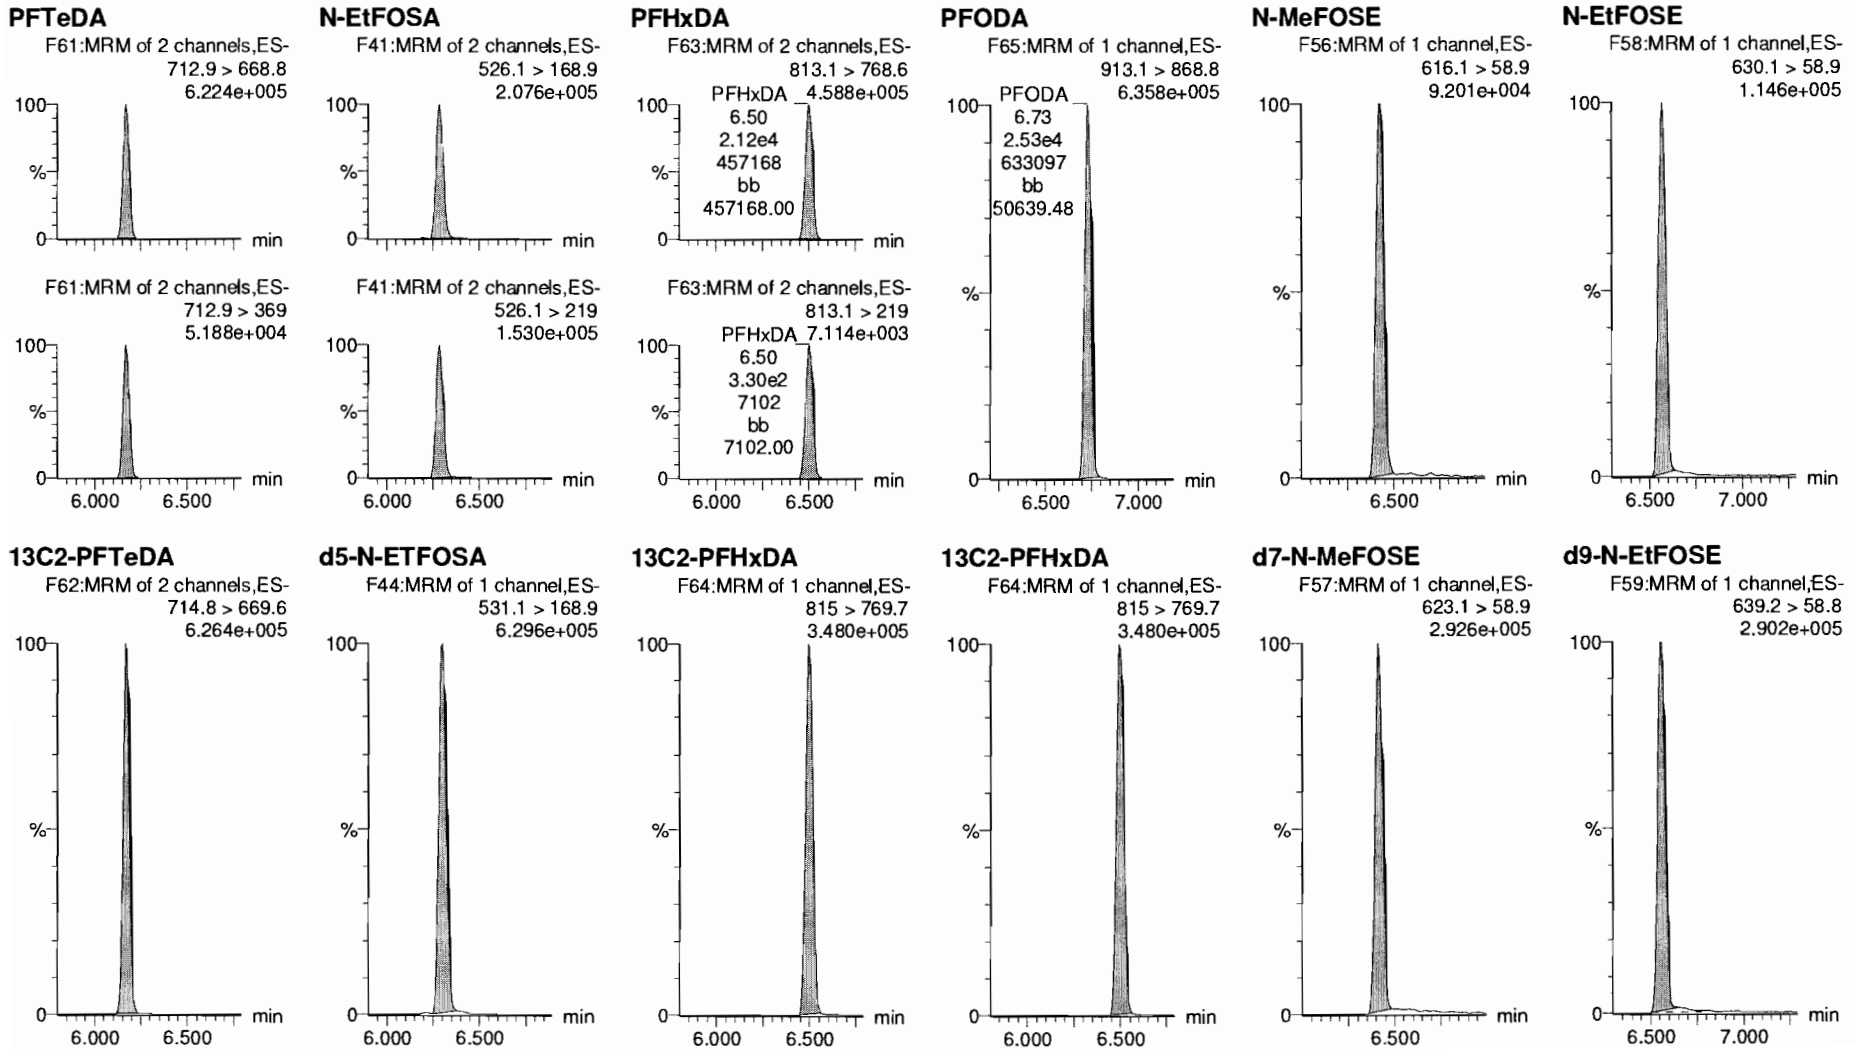 PFTeDA
F61:MRM of 2 channels,ES-
712.9 > 668.8
6.224e+005
100
%
0
min
F61:MRM of 2 channels,ES-
712.9 > 369
5.188e+004
100
%
0
min
6.000 6.500
N-EtFOSA
F41:MRM of 2 channels,ES-
526.1 > 168.9
2.076e+005
100
%
0
min
F41:MRM of 2 channels,ES-
526.1 > 219
1.530e+005
100
%
0
min
6.000 6.500
PFHxDA
F63:MRM of 2 channels,ES-
813.1 > 768.6
PFHxDA 4.588e+005
100
6.50
2.12e4
%
457168
bb
457168.00
0
min
F63:MRM of 2 channels,ES-
813.1 > 219
PFHxDA 7.114e+003
100
6.50
3.30e2
%
7102
bb
7102.00
0
min
6.000 6.500
PFODA
F65:MRM of 1 channel,ES-
913.1 > 868.8
PFODA 6.358e+005
100
6.73
2.53e4
633097
bb
50639.48
%
0
min
6.500 7.000
N-MeFOSE
F56:MRM of 1 channel,ES-
616.1 > 58.9
9.201e+004
100
%
0
min
6.500
N-EtFOSE
F58:MRM of 1 channel,ES-
630.1 > 58.9
1.146e+005
100
%
0
min
6.500 7.000
13C2-PFTeDA
F62:MRM of 2 channels,ES-
714.8 > 669.6
6.264e+005
100
%
0
min
6.000 6.500
d5-N-ETFOSA
F44:MRM of 1 channel,ES-
531.1 > 168.9
6.296e+005
100
%
0
min
6.000 6.500
13C2-PFHxDA
F64:MRM of 1 channel,ES-
815 > 769.7
3.480e+005
100
%
0
min
6.000 6.500
13C2-PFHxDA
F64:MRM of 1 channel,ES-
815 > 769.7
3.480e+005
100
%
0
min
6.000 6.500
d7-N-MeFOSE
F57:MRM of 1 channel,ES-
623.1 > 58.9
2.926e+005
100
%
0
min
6.500
d9-N-EtFOSE
F59:MRM of 1 channel,ES-
639.2 > 58.8
2.902e+005
100
%
0
min
6.500 7.000